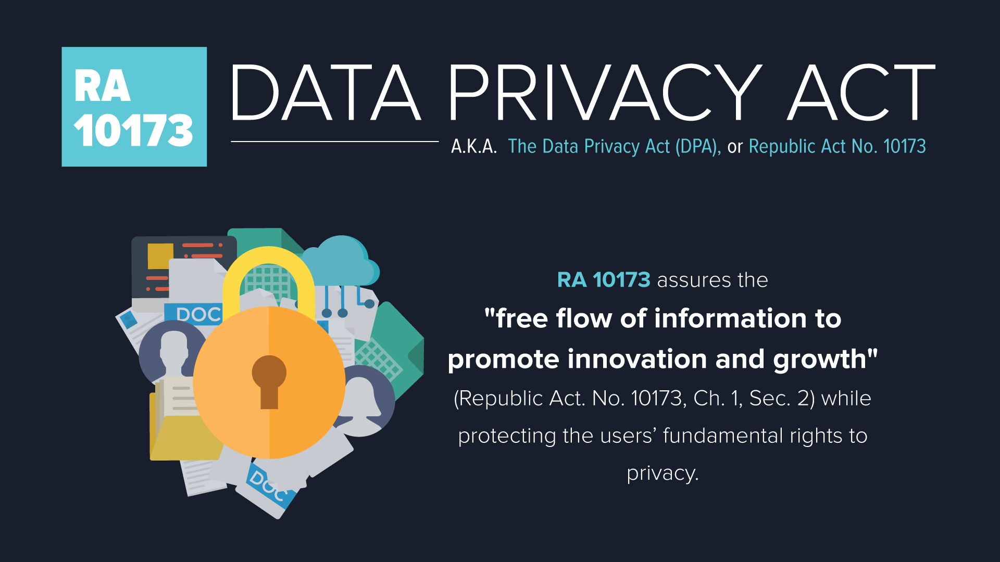 RA
10173
DATA PRIVACY ACT
A.K.A. The Data Privacy Act (DPA), or Republic Act No. 10173
DOC
DOC
RA 10173 assures the
"free flow of information to
promote innovation and growth"
(Republic Act. No. 10173, Ch. 1, Sec. 2) while
protecting the users’ fundamental rights to
privacy.